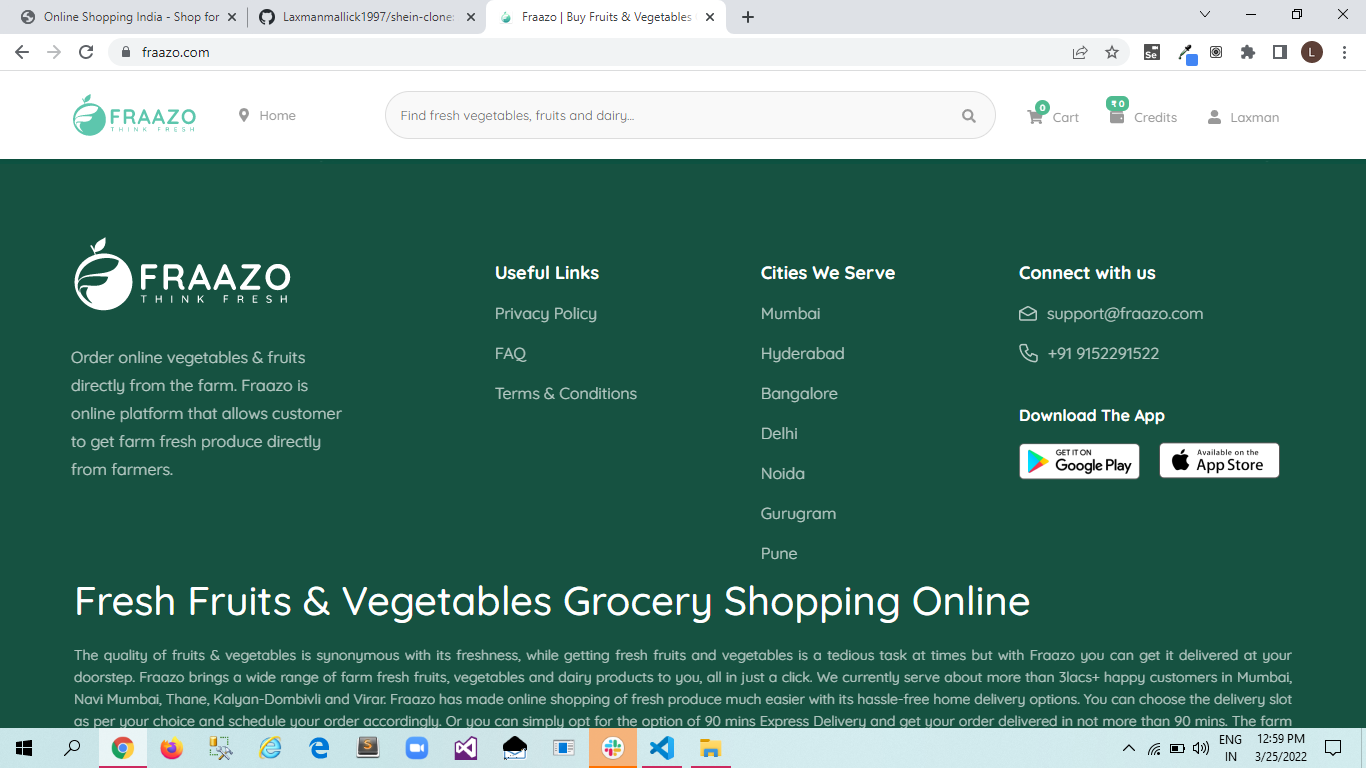 Online Shopping India - Shop for
Laxmanmallick1997/shein-clone:
Fraazo | Buy Fruits & Vegetables
fraazo.com
Se
L
FRAAZO
THINK FRESH
Home
Find fresh vegetables, fruits and dairy...
0
Cart
₹ 0
Credits
Laxman
FRAAZO
THINK FRESH
Order online vegetables & fruits
directly from the farm. Fraazo is
online platform that allows customer
to get farm fresh produce directly
from farmers.
Useful Links
Privacy Policy
FAQ
Terms & Conditions
Cities We Serve
Mumbai
Hyderabad
Bangalore
Delhi
Noida
Gurugram
Pune
Connect with us
support@fraazo.com
+91 9152291522
Download The App
GET IT ON
Google Play
Available on the
App Store
Fresh Fruits & Vegetables Grocery Shopping Online
The quality of fruits & vegetables is synonymous with its freshness, while getting fresh fruits and vegetables is a tedious task at times but with Fraazo you can get it delivered at your
doorstep. Fraazo brings a wide range of farm fresh fruits, vegetables and dairy products to you, all in just a click. We currently serve about more than 3lacs+ happy customers in Mumbai,
Navi Mumbai, Thane, Kalyan-Dombivli and Virar. Fraazo has made online shopping of fresh produce much easier with its hassle-free home delivery options. You can choose the delivery slot
as per your choice and schedule your order accordingly. Or you can simply opt for the option of 90 mins Express Delivery and get your order delivered in not more than 90 mins. The farm
ENG
IN
12:59 PM
3/25/2022